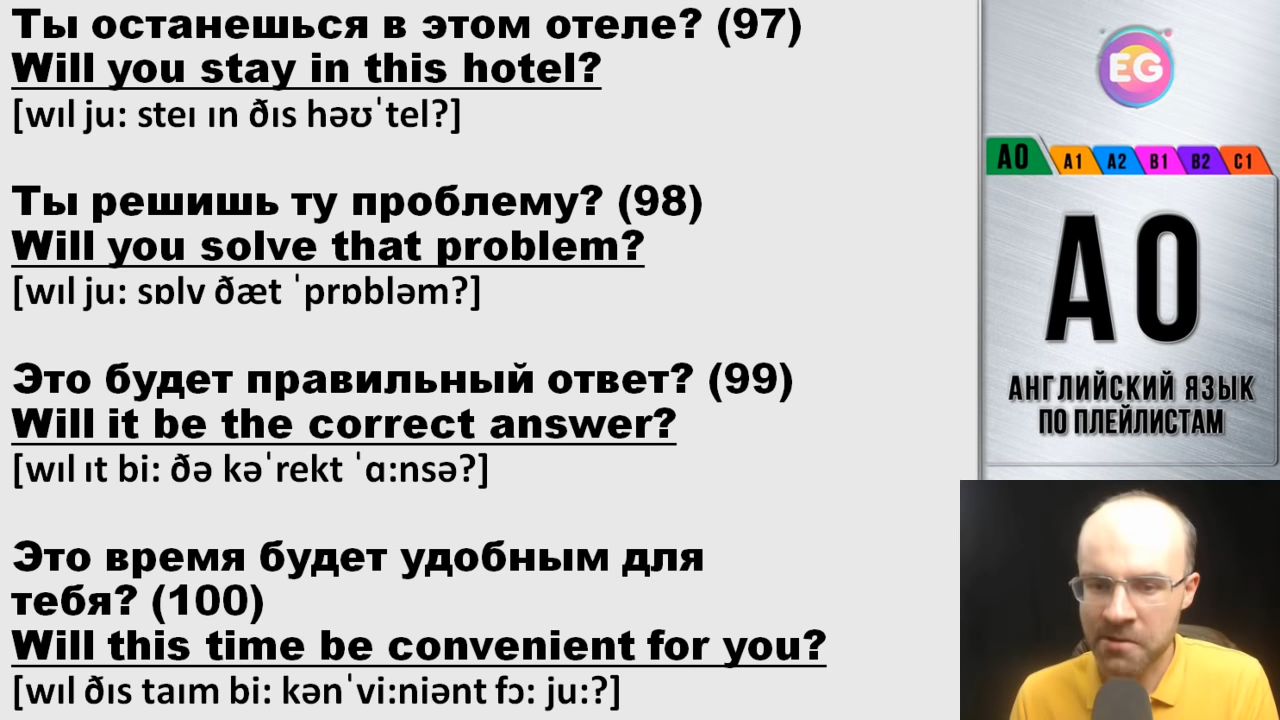 Ты останешься в этом отеле? (97)
Will you stay in this hotel?
[wɪl ju: steɪ ɪn ðɪs həʊˈtel?]
Ты решишь ту проблему? (98)
Will you solve that problem?
[wɪl ju: sɒlv ðæt ˈprɒbləm?]
Это будет правильный ответ? (99)
Will it be the correct answer?
[wɪl ɪt bi: ðə kəˈrekt ˈɑ:nsə?]
Это время будет удобным для
тебя? (100)
Will this time be convenient for you?
[wɪl ðɪs taɪm bi: kənˈvi:niənt fɔ: ju:?]
EG
A0 A1 A2 B1 B2 C1
A0
АНГЛИЙСКИЙ ЯЗЫК
ПО ПЛЕЙЛИСТАМ